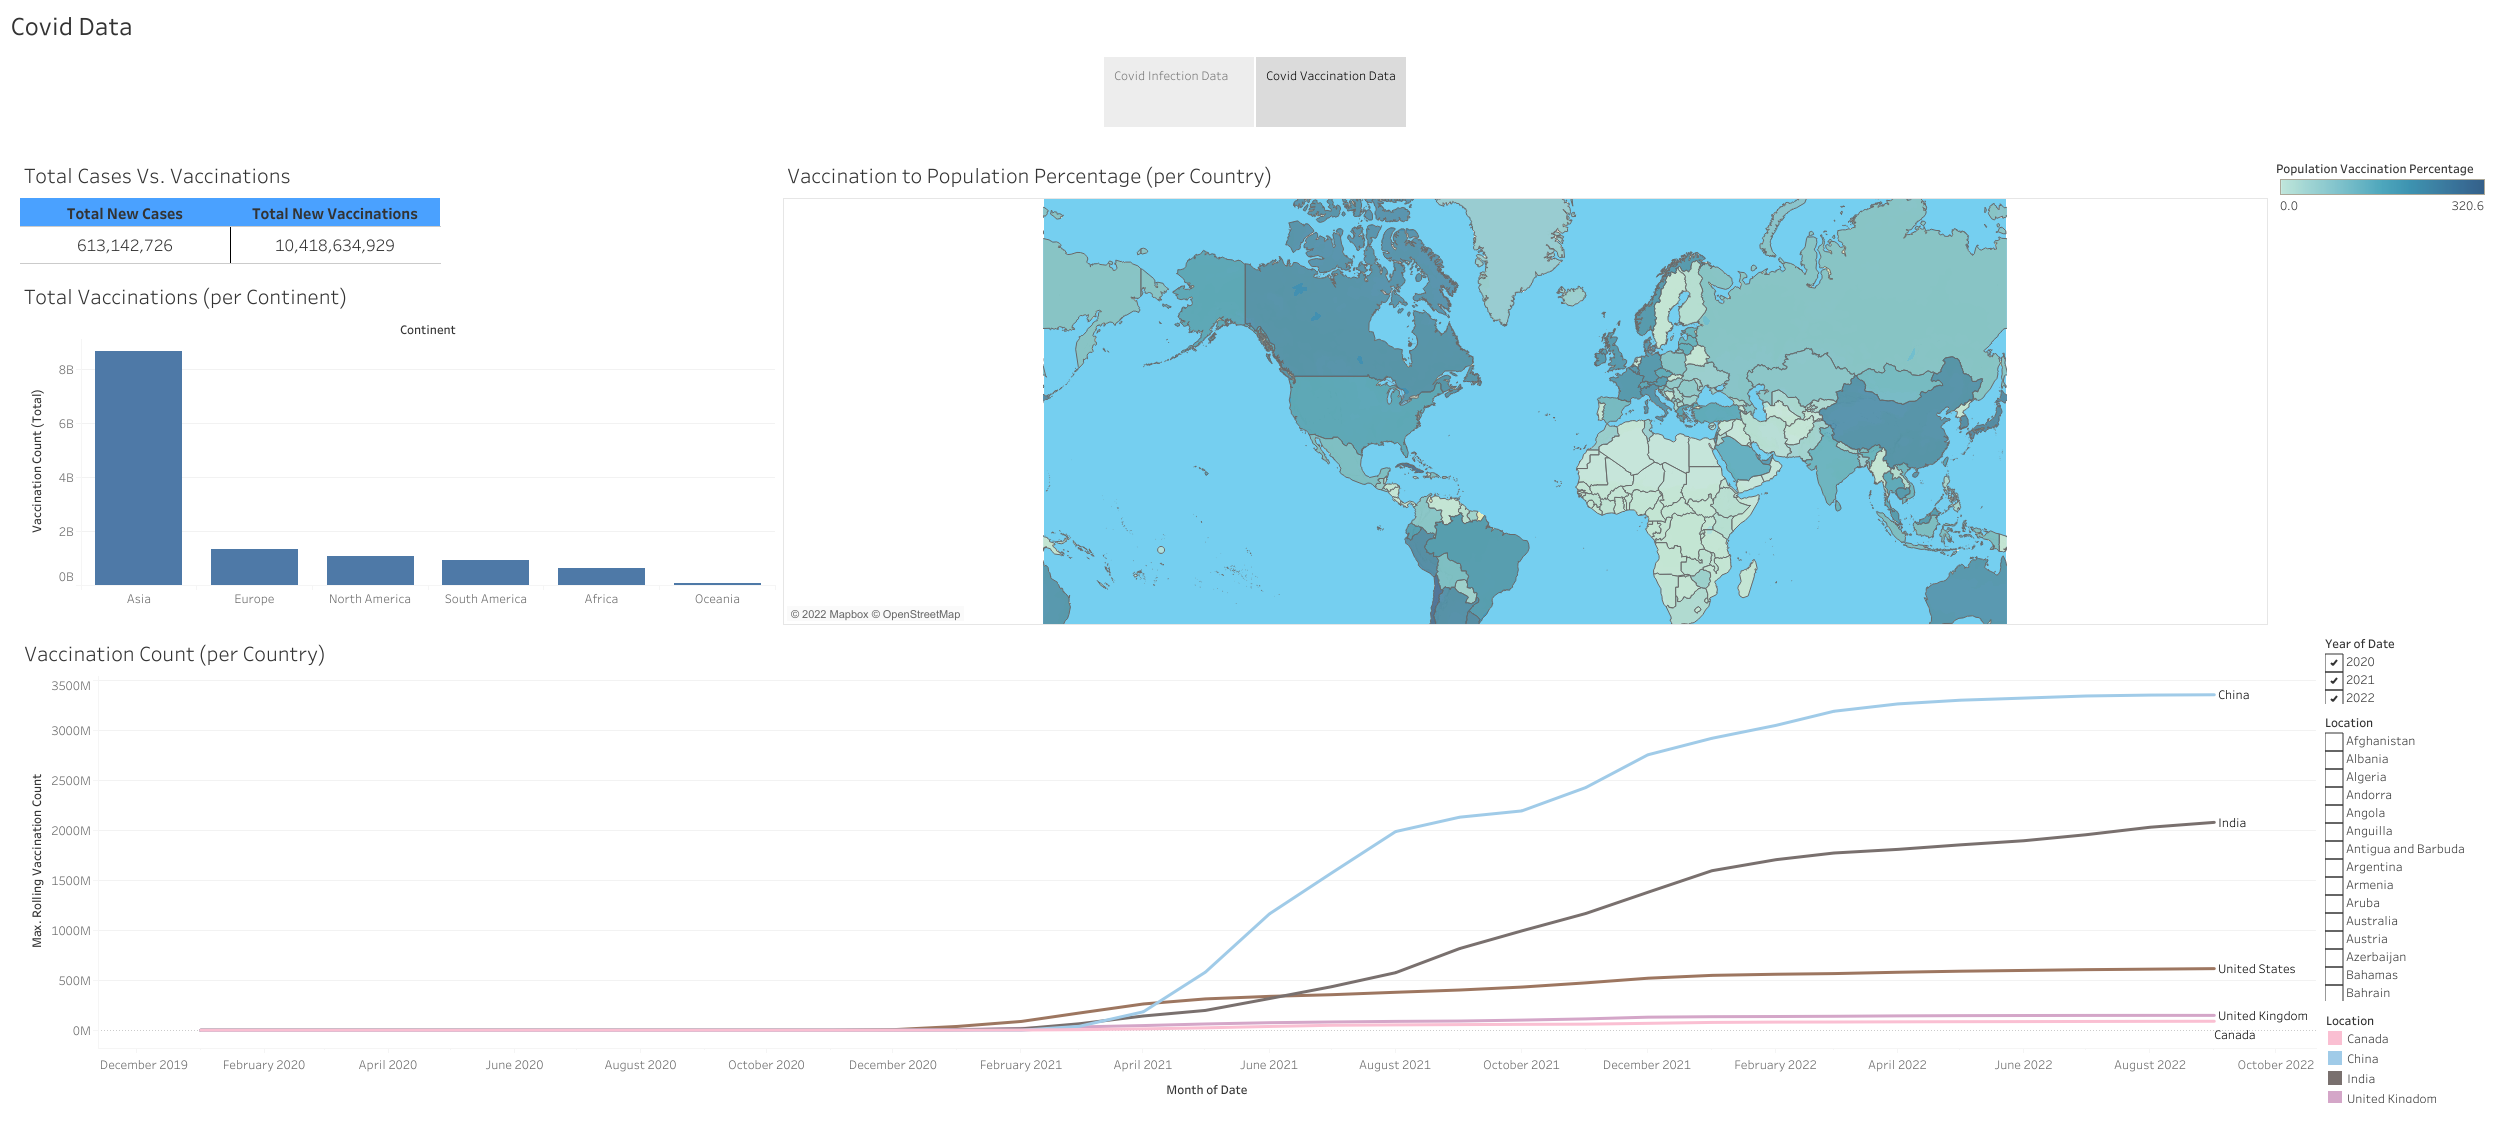 Covid Data
Covid Infection Data
Covid Vaccination Data
Total Cases Vs. Vaccinations
Total New Cases
Total New Vaccinations
613,142,726
10,418,634,929
Total Vaccinations (per Continent)
Continent
Vaccination Count (Total)
8B
6B
4B
2B
0B
Asia
Europe
North America
South America
Africa
Oceania
Vaccination to Population Percentage (per Country)
© 2022 Mapbox © OpenStreetMap
Population Vaccination Percentage
0.0
320.6
Vaccination Count (per Country)
Max. Rolling Vaccination Count
3500M
3000M
2500M
2000M
1500M
1000M
500M
0M
China
India
United States
United Kingdom
Canada
December 2019
February 2020
April 2020
June 2020
August 2020
October 2020
December 2020
February 2021
April 2021
June 2021
August 2021
October 2021
December 2021
February 2022
April 2022
June 2022
August 2022
October 2022
Month of Date
Year of Date
2020
2021
2022
Location
Afghanistan
Albania
Algeria
Andorra
Angola
Anguilla
Antigua and Barbuda
Argentina
Armenia
Aruba
Australia
Austria
Azerbaijan
Bahamas
Bahrain
Location
Canada
China
India
United Kingdom